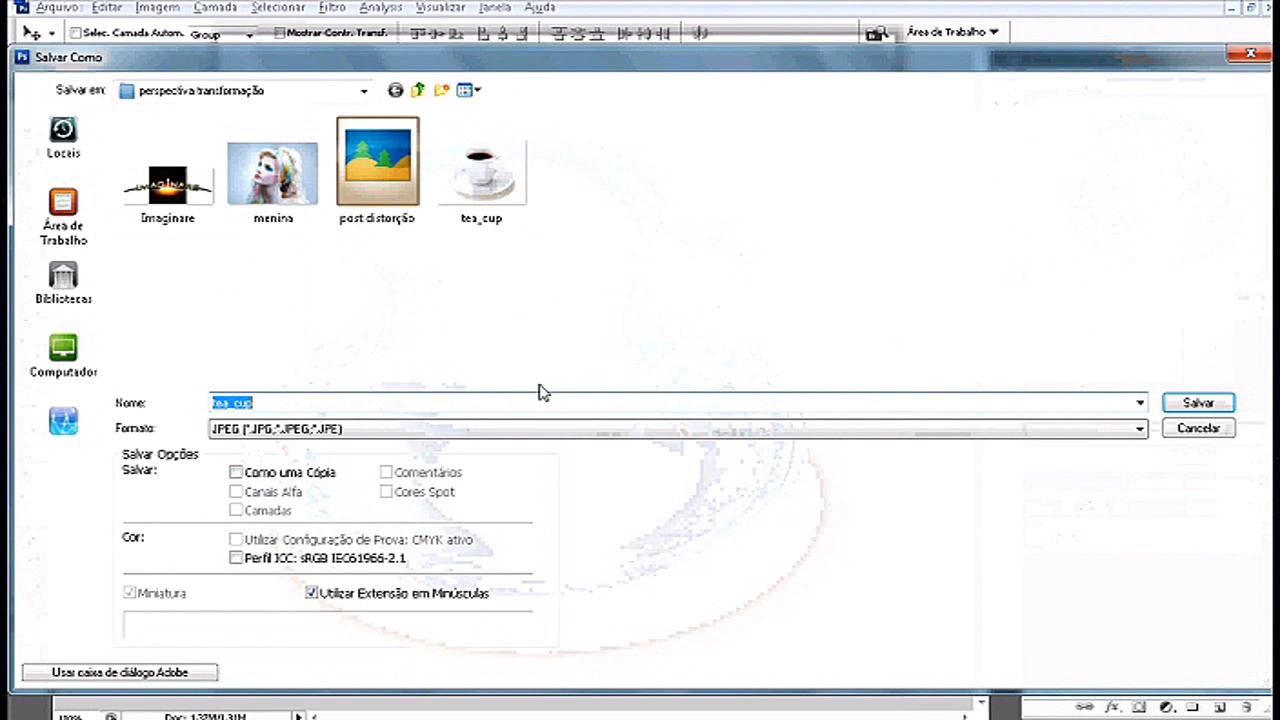 Arquivo Editar Imagem Camada Selecionar Filtro Analysis Visualizar Janela Ajuda
Selec. Camada Autom. Group Mostrar Contr. Transf. Área de Trabalho
Salvar Como
Salvar em: perspectiva transformação
Locais
Imaginare menina post distorção tea_cup
Área de
Trabalho
Bibliotecas
Computador
Nome: tea_cup Salvar
Formato: JPEG (*.JPG,*.JPEG,*.JPE) Cancelar
Salvar Opções
Salvar: Como uma Cópia Comentários
Canais Alfa Cores Spot
Camadas
Cor: Utilizar Configuração de Prova: CMYK ativo
Perfil ICC: sRGB IEC61966-2.1
Miniatura Utilizar Extensão em Minúsculas
Usar caixa de diálogo Adobe